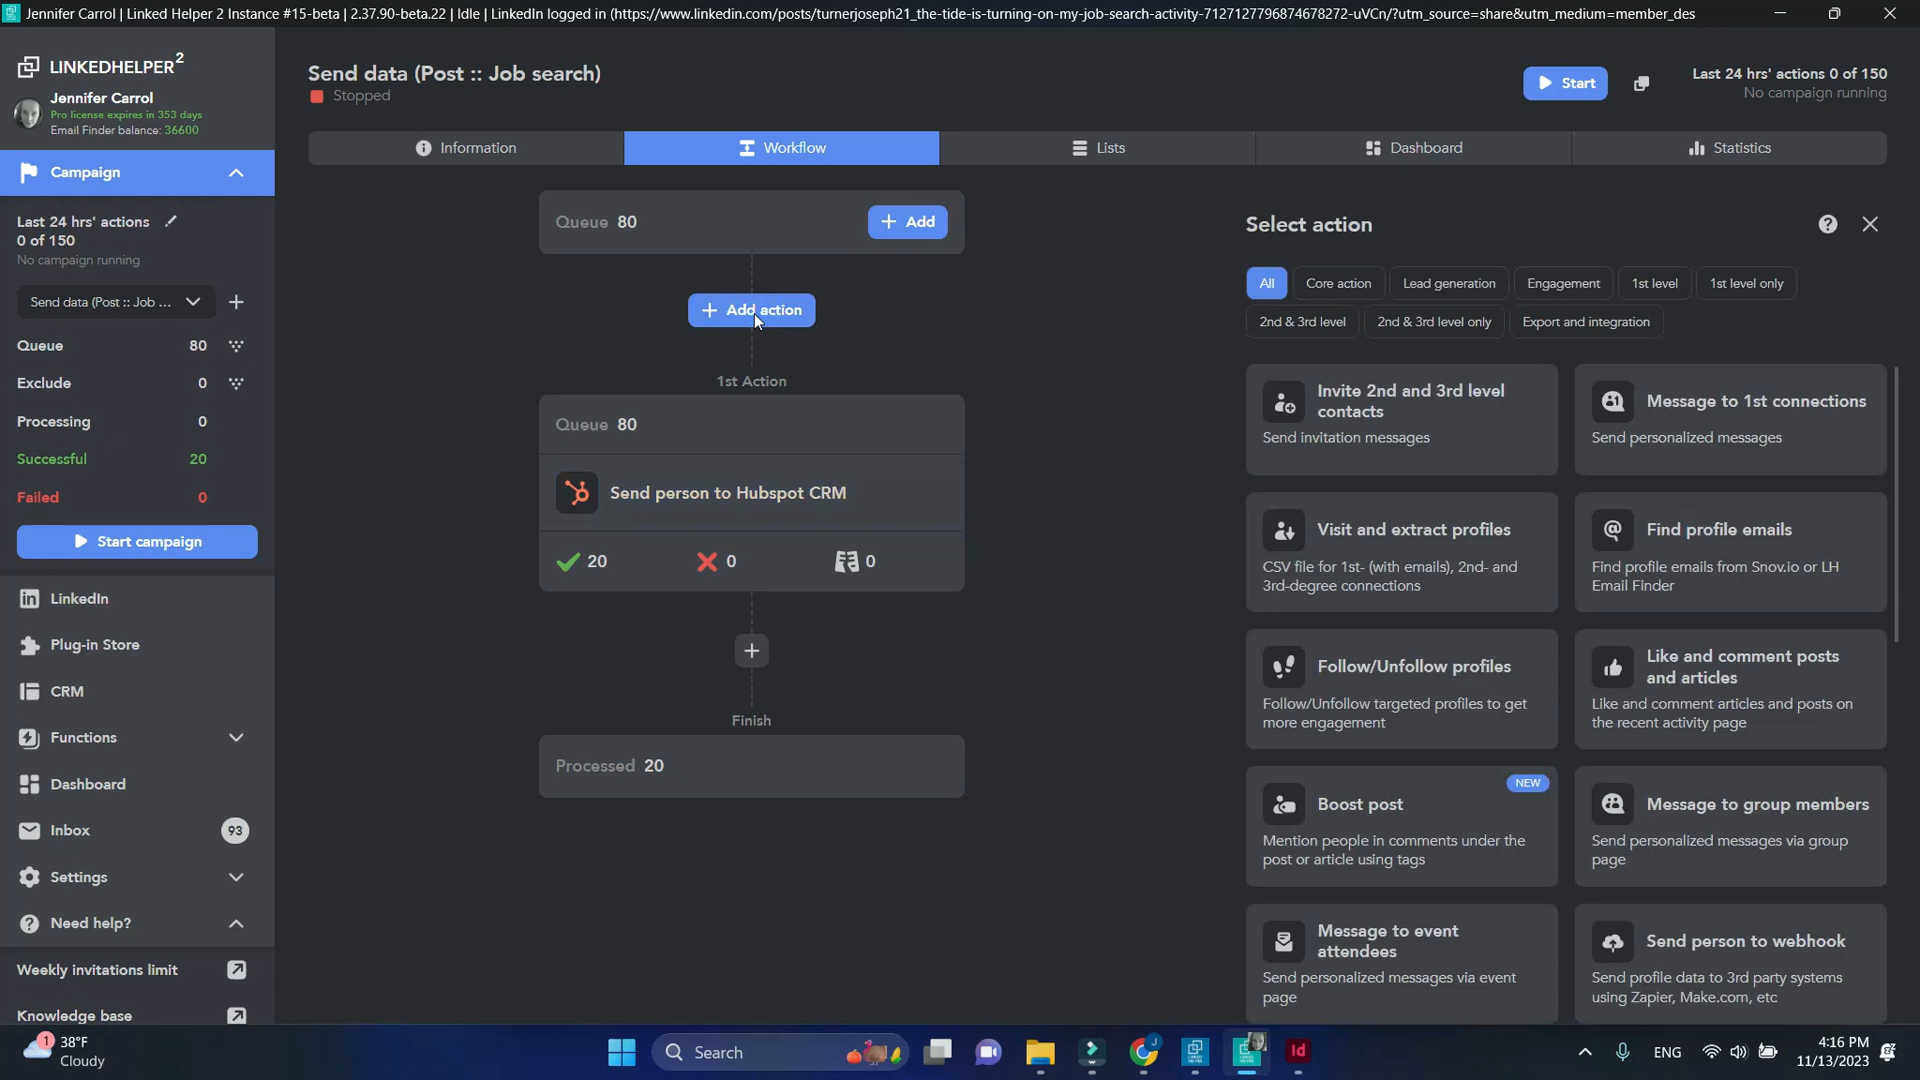 Jennifer Carrol | Linked Helper 2 Instance #15-beta | 2.37.90-beta.22 | Idle | LinkedIn logged in (https://www.linkedin.com/posts/turnerjoseph21_the-tide-is-turning-on-my-job-search-activity-7127127796874678272-uVCn/?utm_source=share&utm_medium=member_des
LINKEDHELPER2
Jennifer Carrol
Pro license expires in 353 days
Email Finder balance: 36600
Campaign
Last 24 hrs' actions
0 of 150
No campaign running
Send data (Post :: Job ...
Queue 80
Exclude 0
Processing 0
Successful 20
Failed 0
Start campaign
LinkedIn
Plug-in Store
CRM
Functions
Dashboard
Inbox 93
Settings
Need help?
Weekly invitations limit
Knowledge base
Send data (Post :: Job search)
Stopped
Start
Last 24 hrs' actions 0 of 150
No campaign running
Information
Workflow
Lists
Dashboard
Statistics
Queue 80
Add
Add action
1st Action
Queue 80
Send person to Hubspot CRM
20 0 0
Finish
Processed 20
Select action
All
Core action
Lead generation
Engagement
1st level
1st level only
2nd & 3rd level
2nd & 3rd level only
Export and integration
Invite 2nd and 3rd level
contacts
Send invitation messages
Message to 1st connections
Send personalized messages
Visit and extract profiles
CSV file for 1st- (with emails), 2nd- and
3rd-degree connections
Find profile emails
Find profile emails from Snov.io or LH
Email Finder
Follow/Unfollow profiles
Follow/Unfollow targeted profiles to get
more engagement
Like and comment posts
and articles
Like and comment articles and posts on
the recent activity page
NEW
Boost post
Mention people in comments under the
post or article using tags
Message to group members
Send personalized messages via group
page
Message to event
attendees
Send personalized messages via event
page
Send person to webhook
Send profile data to 3rd party systems
using Zapier, Make.com, etc
1
38°F
Cloudy
Search
J
Id
ENG
4:16 PM
11/13/2023